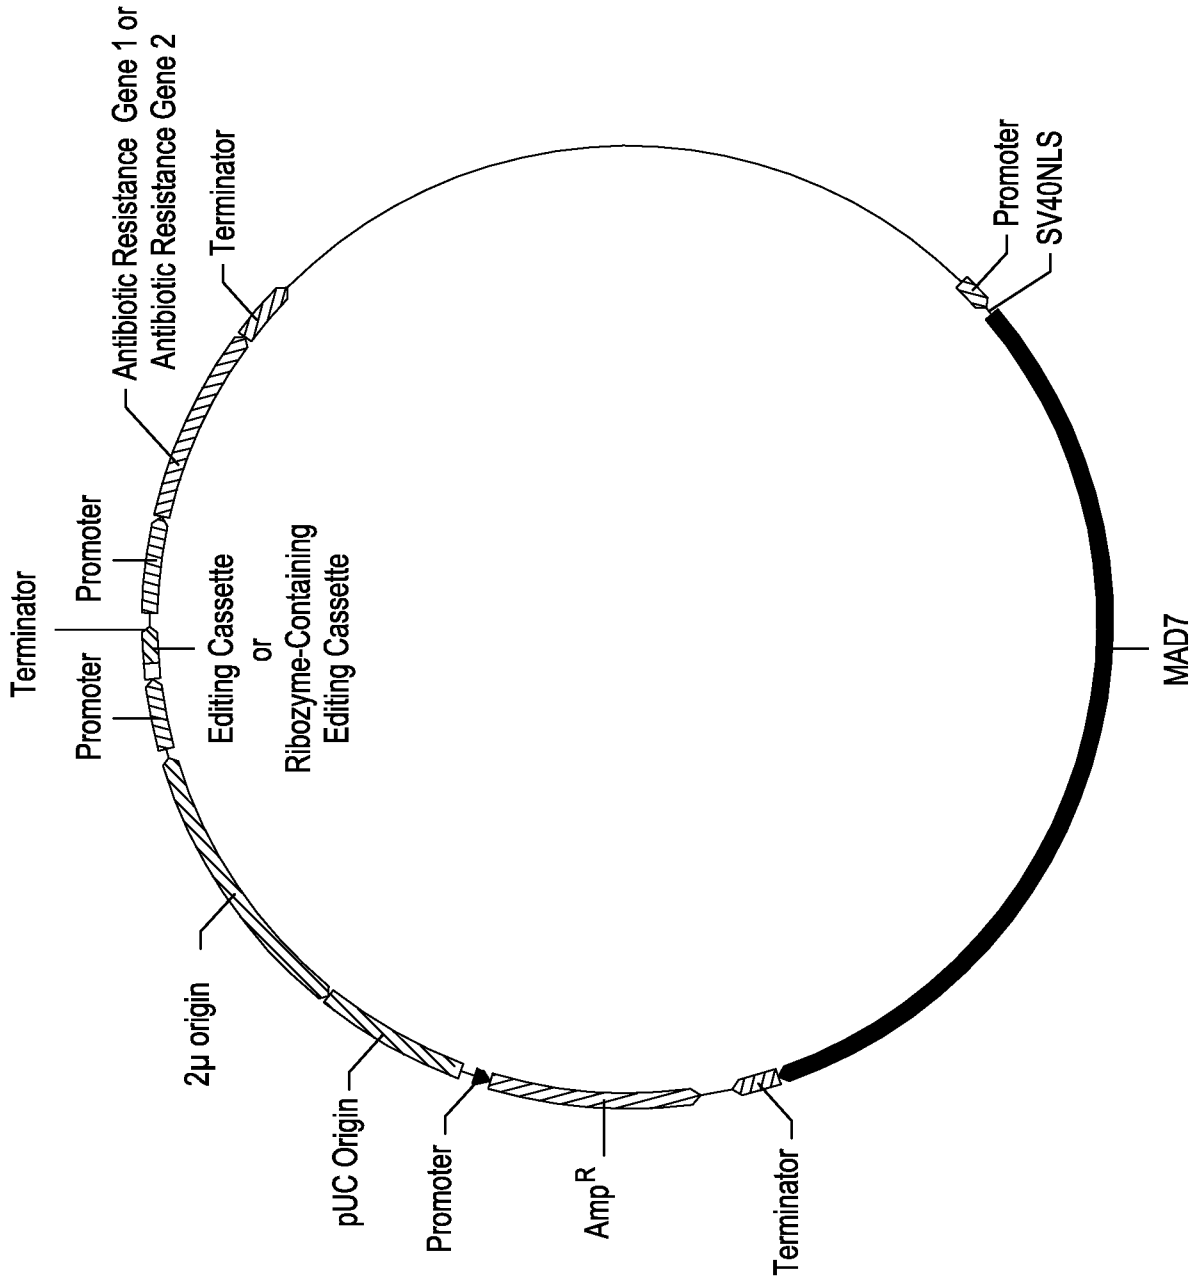 Terminator
Promoter
Promoter
Antibiotic Resistance Gene 1 or
Antibiotic Resistance Gene 2
Terminator
Editing Cassette
or
Ribozyme-Containing
Editing Cassette
2µ origin
pUC Origin
Promoter
Amp^R
Terminator
MAD7
SV40NLS
Promoter